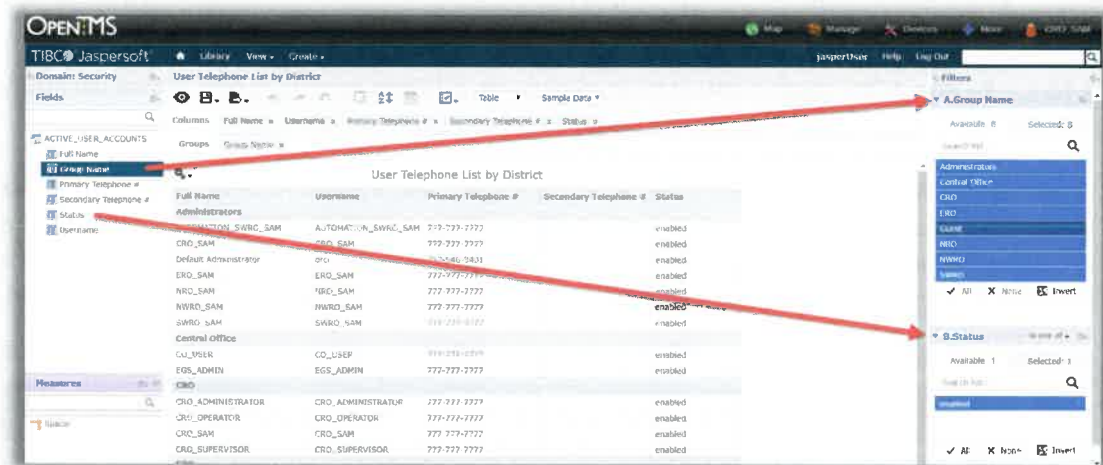 OPENTMS
Map Manage Devices More CRO_SAM
TIBCO Jaspersoft Library View Create jasperUser Help Log Out
Domain: Security
User Telephone List by District
Filters
Fields
Table Sample Data
A.Group Name
Available 8 Selected: 8
Columns Full Name x Username x Primary Telephone # x Secondary Telephone # x Status x
Groups Group Name x
ACTIVE_USER_ACCOUNTS
Full Name
Group Name
Primary Telephone #
Secondary Telephone #
Status
Username
User Telephone List by District
Full Name Username Primary Telephone # Secondary Telephone # Status
Administrators
AUTOMATION_SWRO_SAM 777-777-7777 enabled
CRO_SAM CRO_SAM 777-777-7777 enabled
Default Administrator enabled
ERO_SAM ERO_SAM 777-777-7777 enabled
NRO_SAM NRO_SAM 777-777-7777 enabled
NWRO_SAM NWRO_SAM 777-777-7777 enabled
SWRO_SAM SWRO_SAM enabled
Central Office
CO_USER CO_USER enabled
EGS_ADMIN EGS_ADMIN 777-777-7777 enabled
CRO
CRO_ADMINISTRATOR CRO_ADMINISTRATOR 777-777-7777 enabled
CRO_OPERATOR CRO_OPERATOR 777-777-7777 enabled
CRO_SAM CRO_SAM 777-777-7777 enabled
CRO_SUPERVISOR CRO_SUPERVISOR 777-777-7777 enabled
Measures
Administrators
Central Office
CRO
ERO
Guest
NRO
NWRO
All None Invert
B.Status
Available 1 Selected: 1
enabled
All None Invert